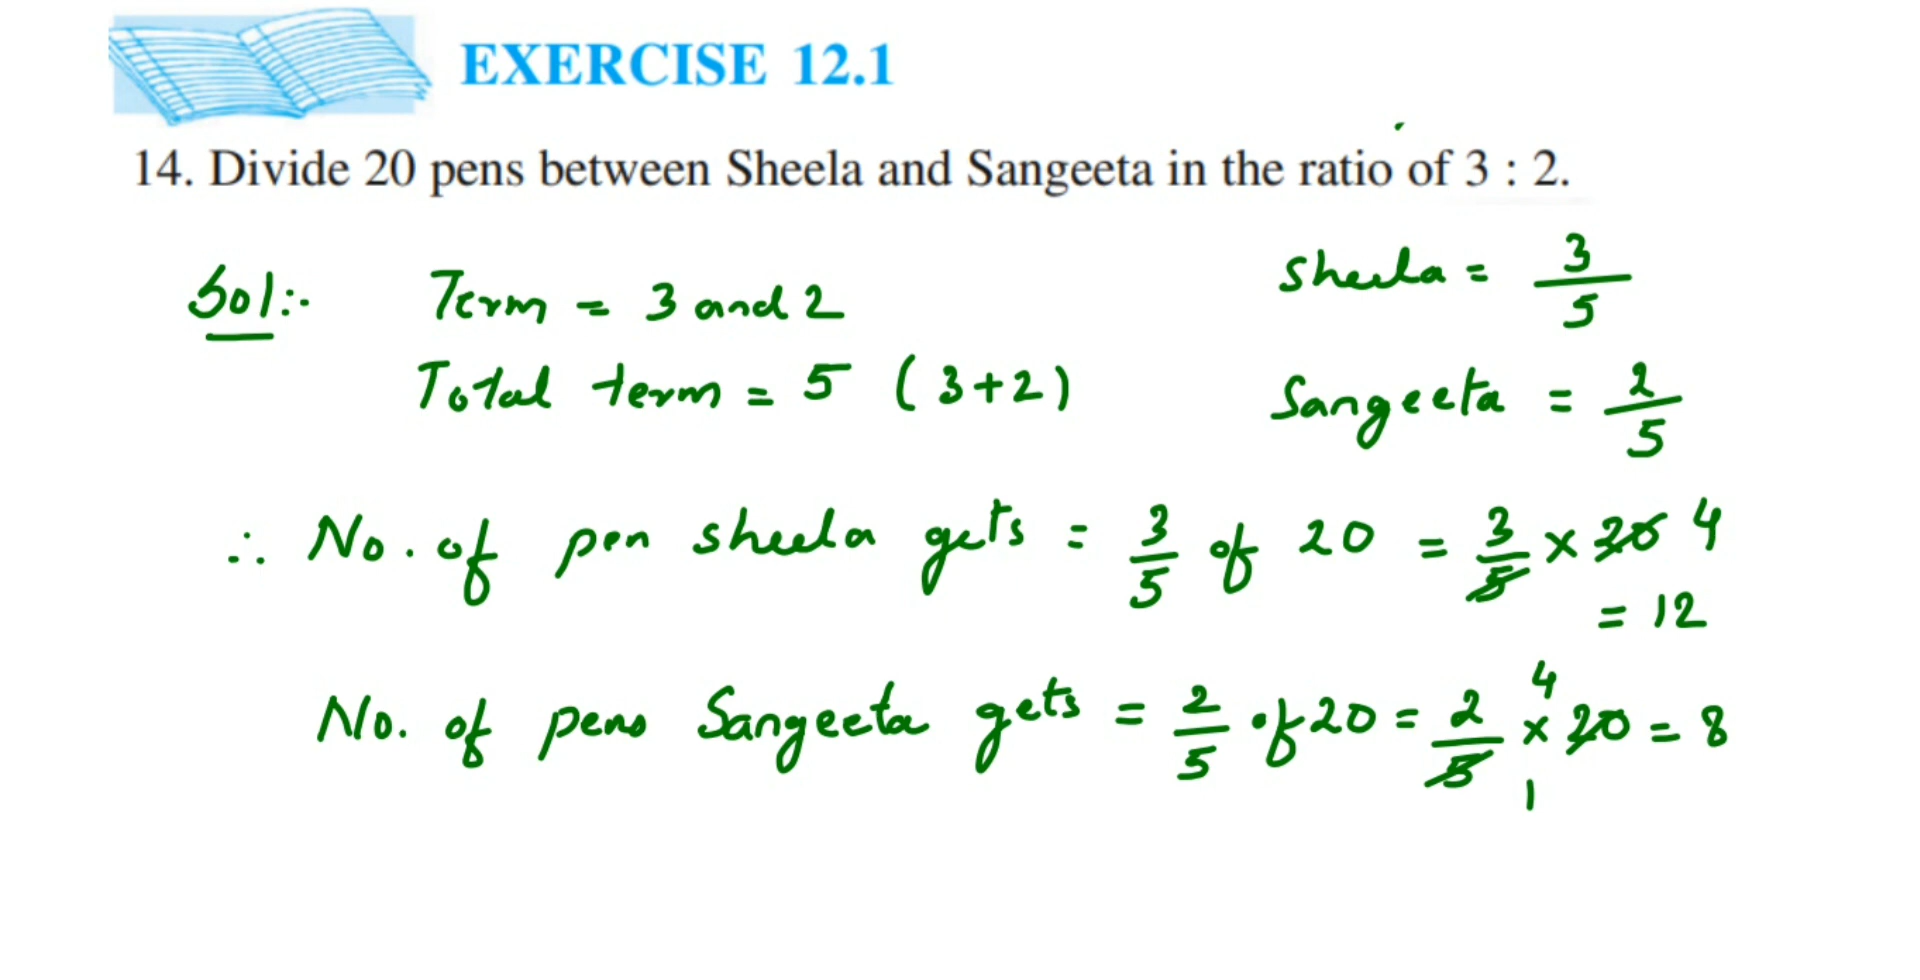 EXERCISE 12.1
14. Divide 20 pens between Sheela and Sangeeta in the ratio of 3 : 2.
Sol:- Term = 3 and 2
Sheela = 3/5
Total term = 5 (3+2)
Sangeeta = 2/5
∴ No. of pen sheela gets = 3/5 of 20 = 3/5 × 20 4
= 12
No. of pens Sangeeta gets = 2/5 of 20 = 2/5 × 20 = 8
4
1